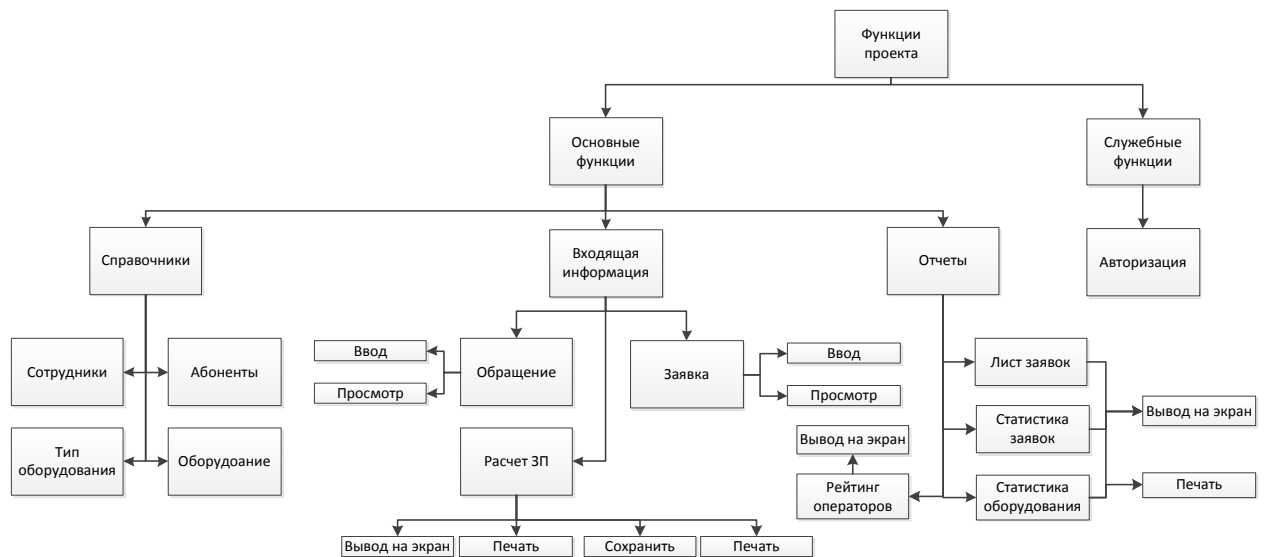 Функции
проекта
Основные
функции
Служебные
функции
Справочники
Входящая
информация
Отчеты
Авторизация
Сотрудники
Абоненты
Тип
оборудования
Оборудоание
Ввод
Просмотр
Обращение
Заявка
Ввод
Просмотр
Расчет ЗП
Вывод на экран
Печать
Сохранить
Печать
Лист заявок
Статистика
заявок
Статистика
оборудования
Вывод на экран
Рейтинг
операторов
Вывод на экран
Печать